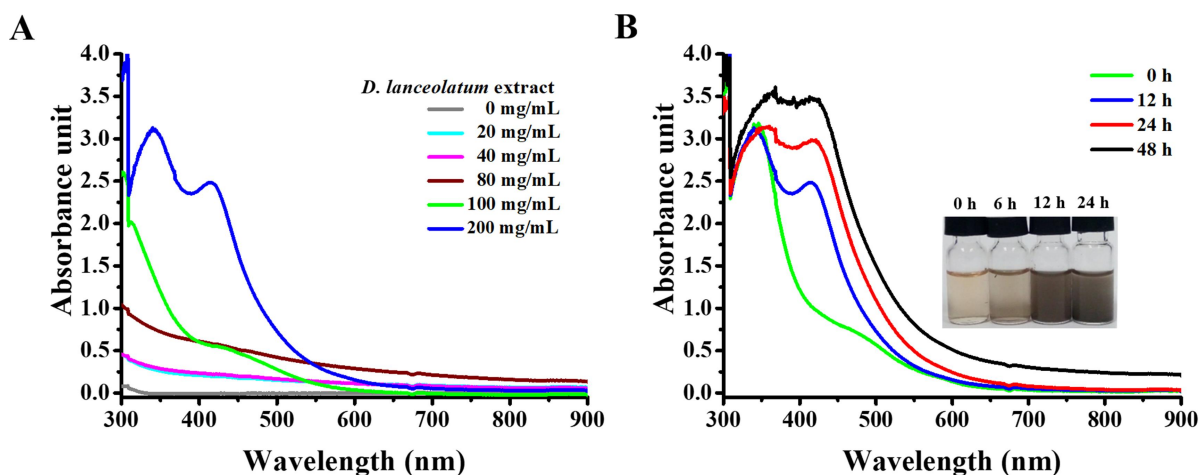 A
D. lanceolatum extract
0 mg/mL
20 mg/mL
40 mg/mL
80 mg/mL
100 mg/mL
200 mg/mL
Absorbance unit
4.0
3.5
3.0
2.5
2.0
1.5
1.0
0.5
0.0
300 400 500 600 700 800 900
Wavelength (nm)
B
0 h
12 h
24 h
48 h
0 h 6 h 12 h 24 h
Absorbance unit
4.0
3.5
3.0
2.5
2.0
1.5
1.0
0.5
0.0
300 400 500 600 700 800 900
Wavelength (nm)